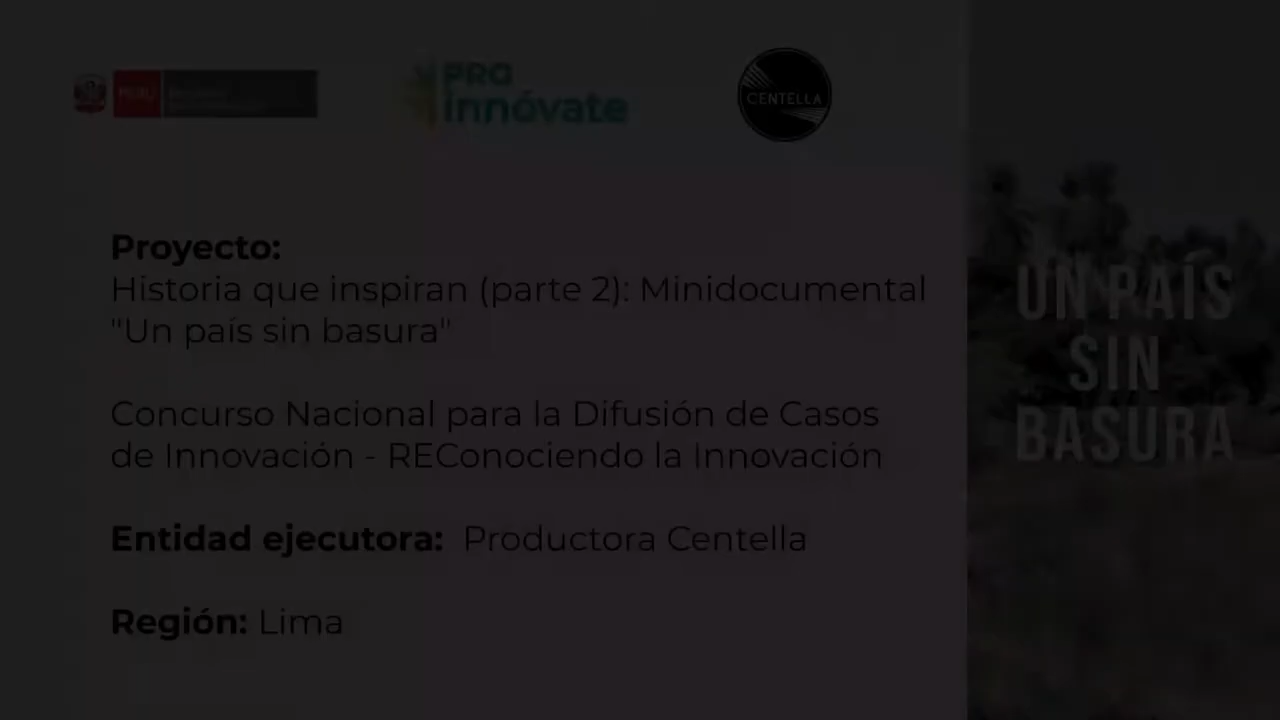 PERÚ
PRO
innóvate
CENTELLA
Proyecto:
Historia que inspiran (parte 2): Minidocumental
"Un país sin basura"
Concurso Nacional para la Difusión de Casos
de Innovación - REConociendo la Innovación
Entidad ejecutora: Productora Centella
Región: Lima
UN PAÍS
SIN
BASURA